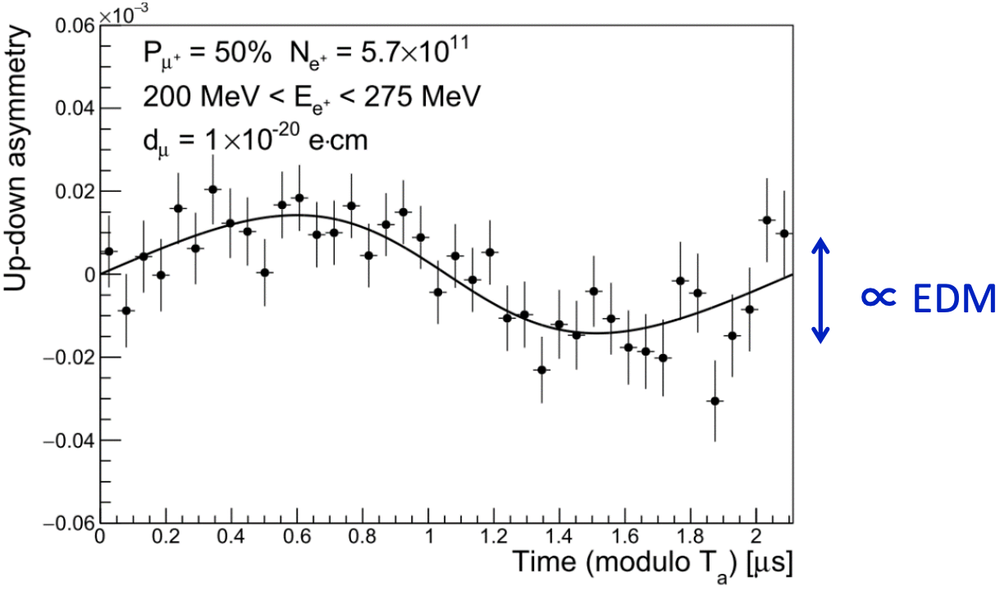 ×10⁻³
0.06
0.04
0.02
0
−0.02
−0.04
−0.06
Up-down asymmetry
P_μ⁺ = 50% N_e⁺ = 5.7×10¹¹
200 MeV < E_e⁺ < 275 MeV
d_μ = 1×10⁻²⁰ e·cm
∝ EDM
0 0.2 0.4 0.6 0.8 1 1.2 1.4 1.6 1.8 2
Time (modulo T_a) [μs]